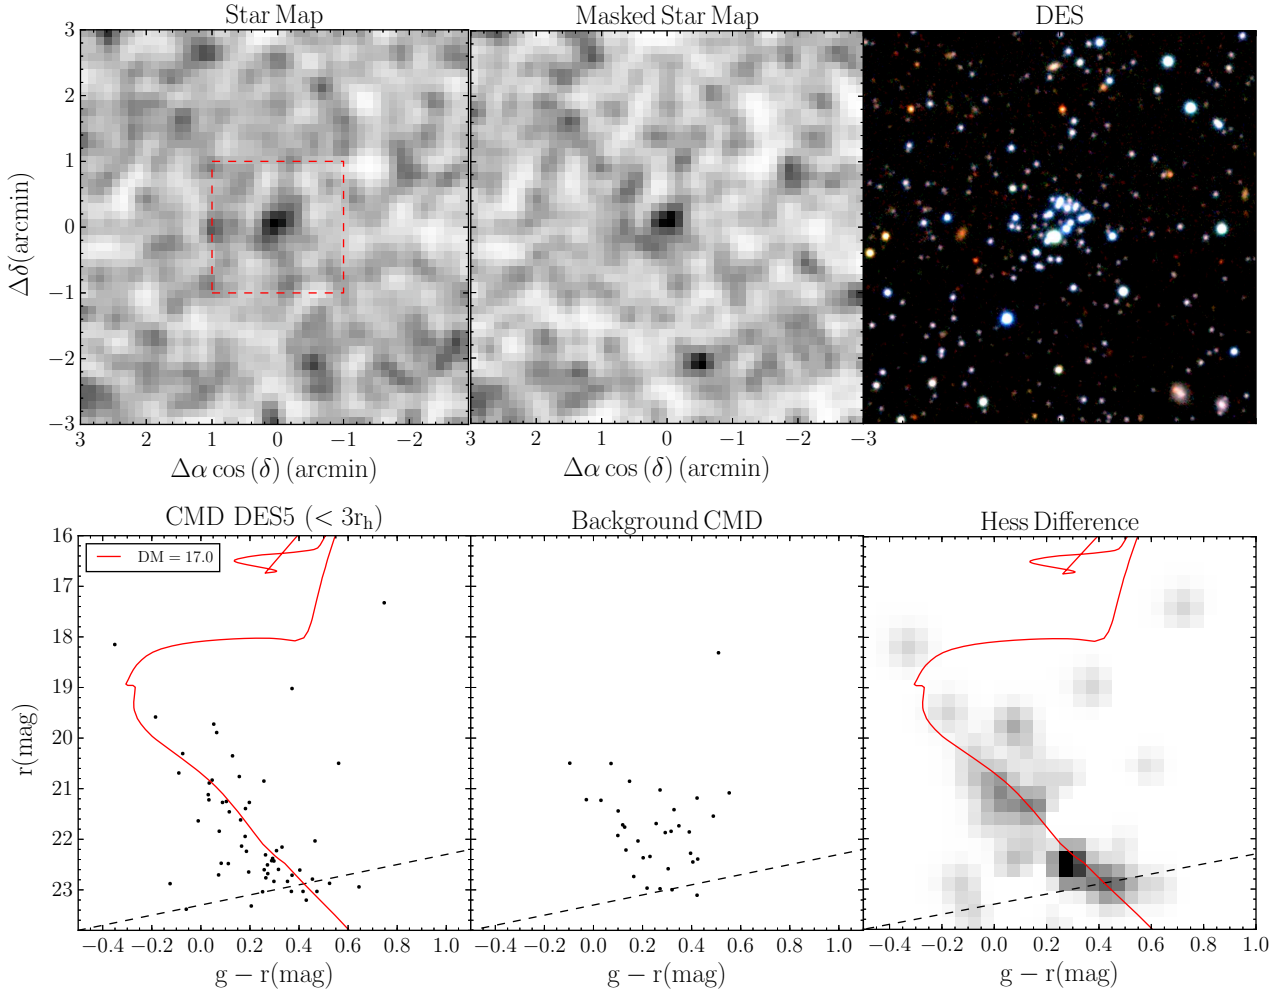 Star Map
Masked Star Map
DES
3
2
1
0
−1
−2
−3
Δδ(arcmin)
3 2 1 0 −1 −2
3 2 1 0 −1 −2 −3
Δα cos (δ) (arcmin)
Δα cos (δ) (arcmin)
CMD DES5 (< 3r_h)
Background CMD
Hess Difference
DM = 17.0
16
17
18
19
20
21
22
23
r(mag)
−0.4 −0.2 0.0 0.2 0.4 0.6 0.8 1.0
−0.4 −0.2 0.0 0.2 0.4 0.6 0.8 1.0
−0.4 −0.2 0.0 0.2 0.4 0.6 0.8 1.0
g − r(mag)
g − r(mag)
g − r(mag)